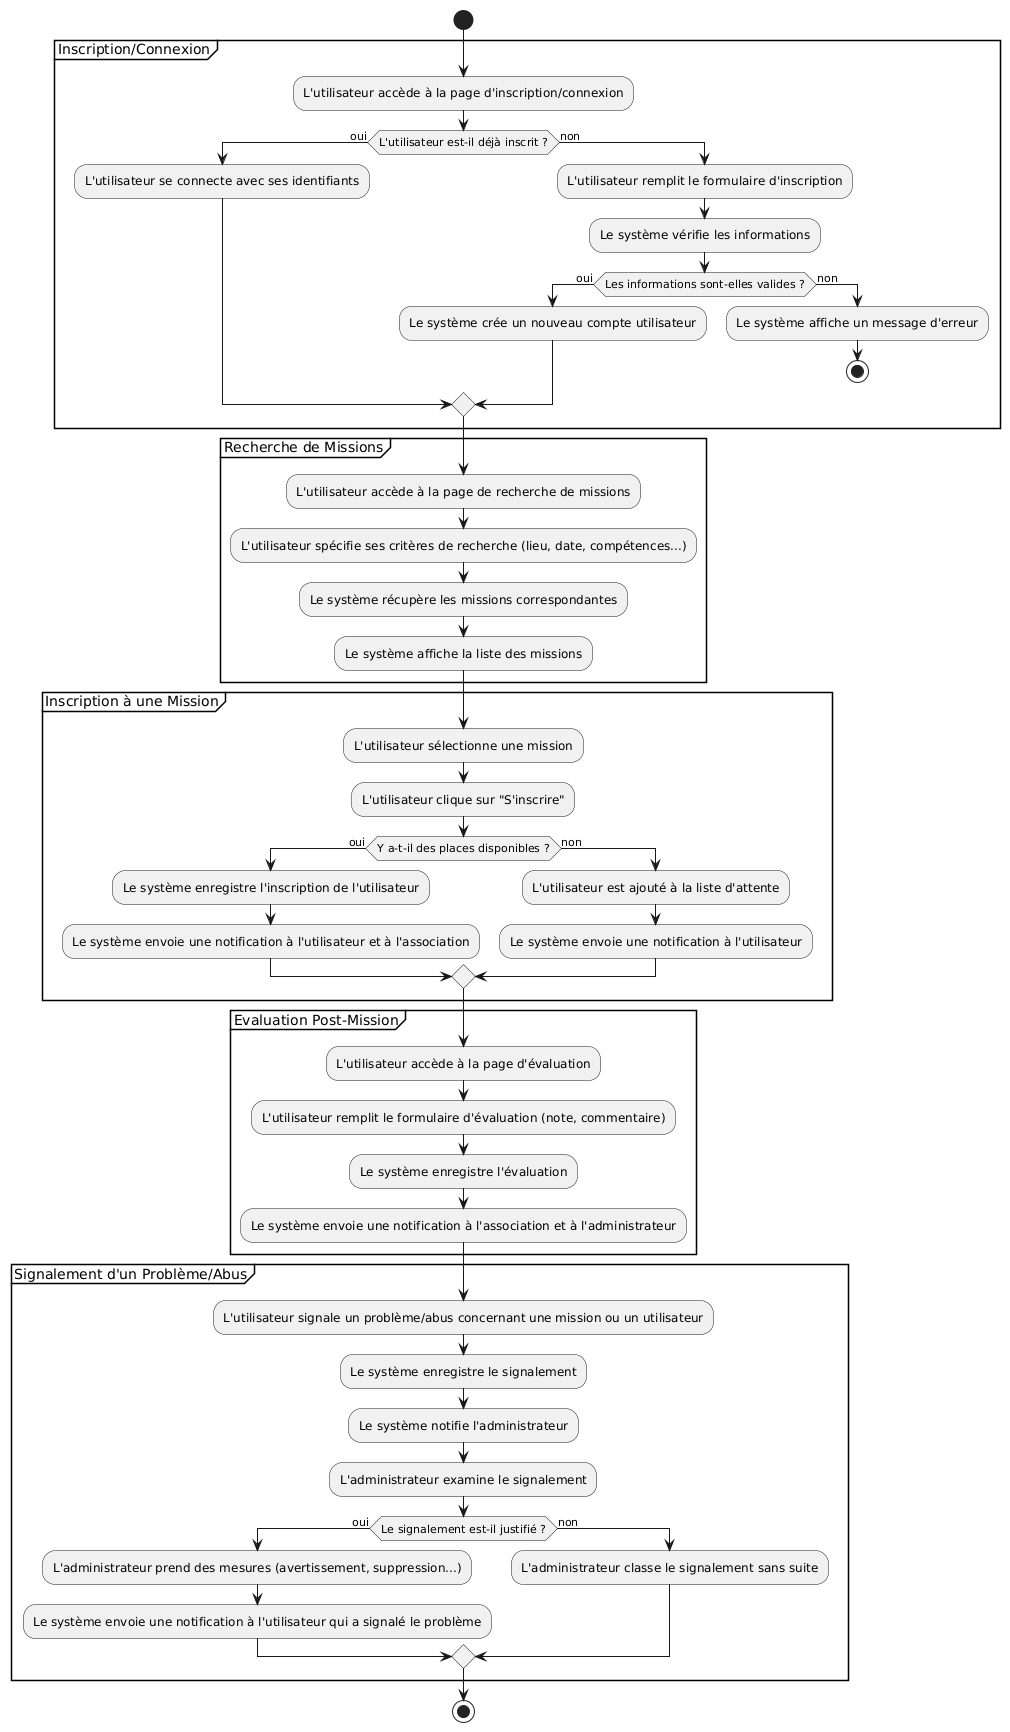 Inscription/Connexion
L'utilisateur accède à la page d'inscription/connexion
oui
L'utilisateur est-il déjà inscrit ?
non
L'utilisateur se connecte avec ses identifiants
L'utilisateur remplit le formulaire d'inscription
Le système vérifie les informations
oui
Les informations sont-elles valides ?
non
Le système crée un nouveau compte utilisateur
Le système affiche un message d'erreur
Recherche de Missions
L'utilisateur accède à la page de recherche de missions
L'utilisateur spécifie ses critères de recherche (lieu, date, compétences...)
Le système récupère les missions correspondantes
Le système affiche la liste des missions
Inscription à une Mission
L'utilisateur sélectionne une mission
L'utilisateur clique sur "S'inscrire"
oui
Y a-t-il des places disponibles ?
non
Le système enregistre l'inscription de l'utilisateur
L'utilisateur est ajouté à la liste d'attente
Le système envoie une notification à l'utilisateur et à l'association
Le système envoie une notification à l'utilisateur
Evaluation Post-Mission
L'utilisateur accède à la page d'évaluation
L'utilisateur remplit le formulaire d'évaluation (note, commentaire)
Le système enregistre l'évaluation
Le système envoie une notification à l'association et à l'administrateur
Signalement d'un Problème/Abus
L'utilisateur signale un problème/abus concernant une mission ou un utilisateur
Le système enregistre le signalement
Le système notifie l'administrateur
L'administrateur examine le signalement
oui
Le signalement est-il justifié ?
non
L'administrateur prend des mesures (avertissement, suppression...)
L'administrateur classe le signalement sans suite
Le système envoie une notification à l'utilisateur qui a signalé le problème